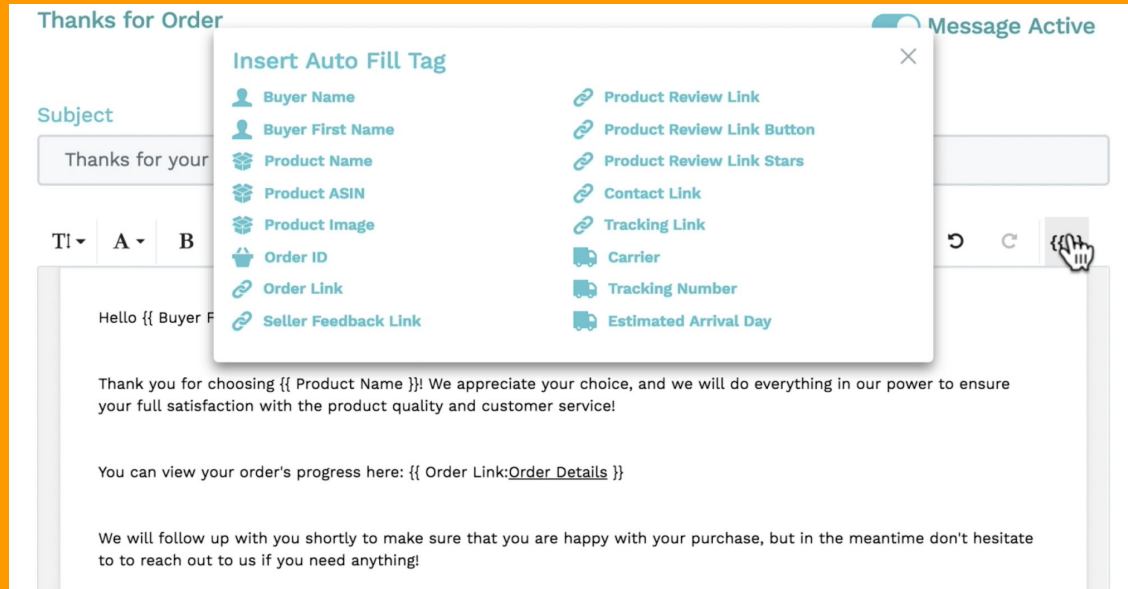 Thanks for Order
Message Active
Insert Auto Fill Tag
Buyer Name
Buyer First Name
Product Name
Product ASIN
Product Image
Order ID
Order Link
Seller Feedback Link
Product Review Link
Product Review Link Button
Product Review Link Stars
Contact Link
Tracking Link
Carrier
Tracking Number
Estimated Arrival Day
Subject
Thanks for your
A
B
Hello {{ Buyer F
Thank you for choosing {{ Product Name }}! We appreciate your choice, and we will do everything in our power to ensure
your full satisfaction with the product quality and customer service!
You can view your order's progress here: {{ Order Link:Order Details }}
We will follow up with you shortly to make sure that you are happy with your purchase, but in the meantime don't hesitate
to to reach out to us if you need anything!